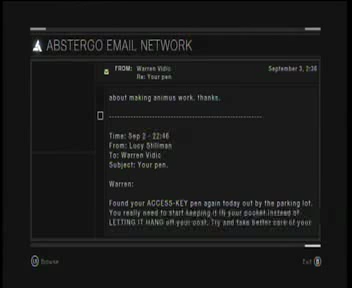 ABSTERGO EMAIL NETWORK
FROM: Warren Vidic
September 3, 2:36
Re: Your pen.
about making animus work. thanks.
Time: Sep 2 - 22:46
From: Lucy Stillman
To: Warren Vidic
Subject: Your pen.
Warren:
Found your ACCESS-KEY pen again today out by the parking lot.
You really need to start keeping it in your pocket instead of
LETTING IT HANG off your coat. Try and take better care of your
Browse
Exit